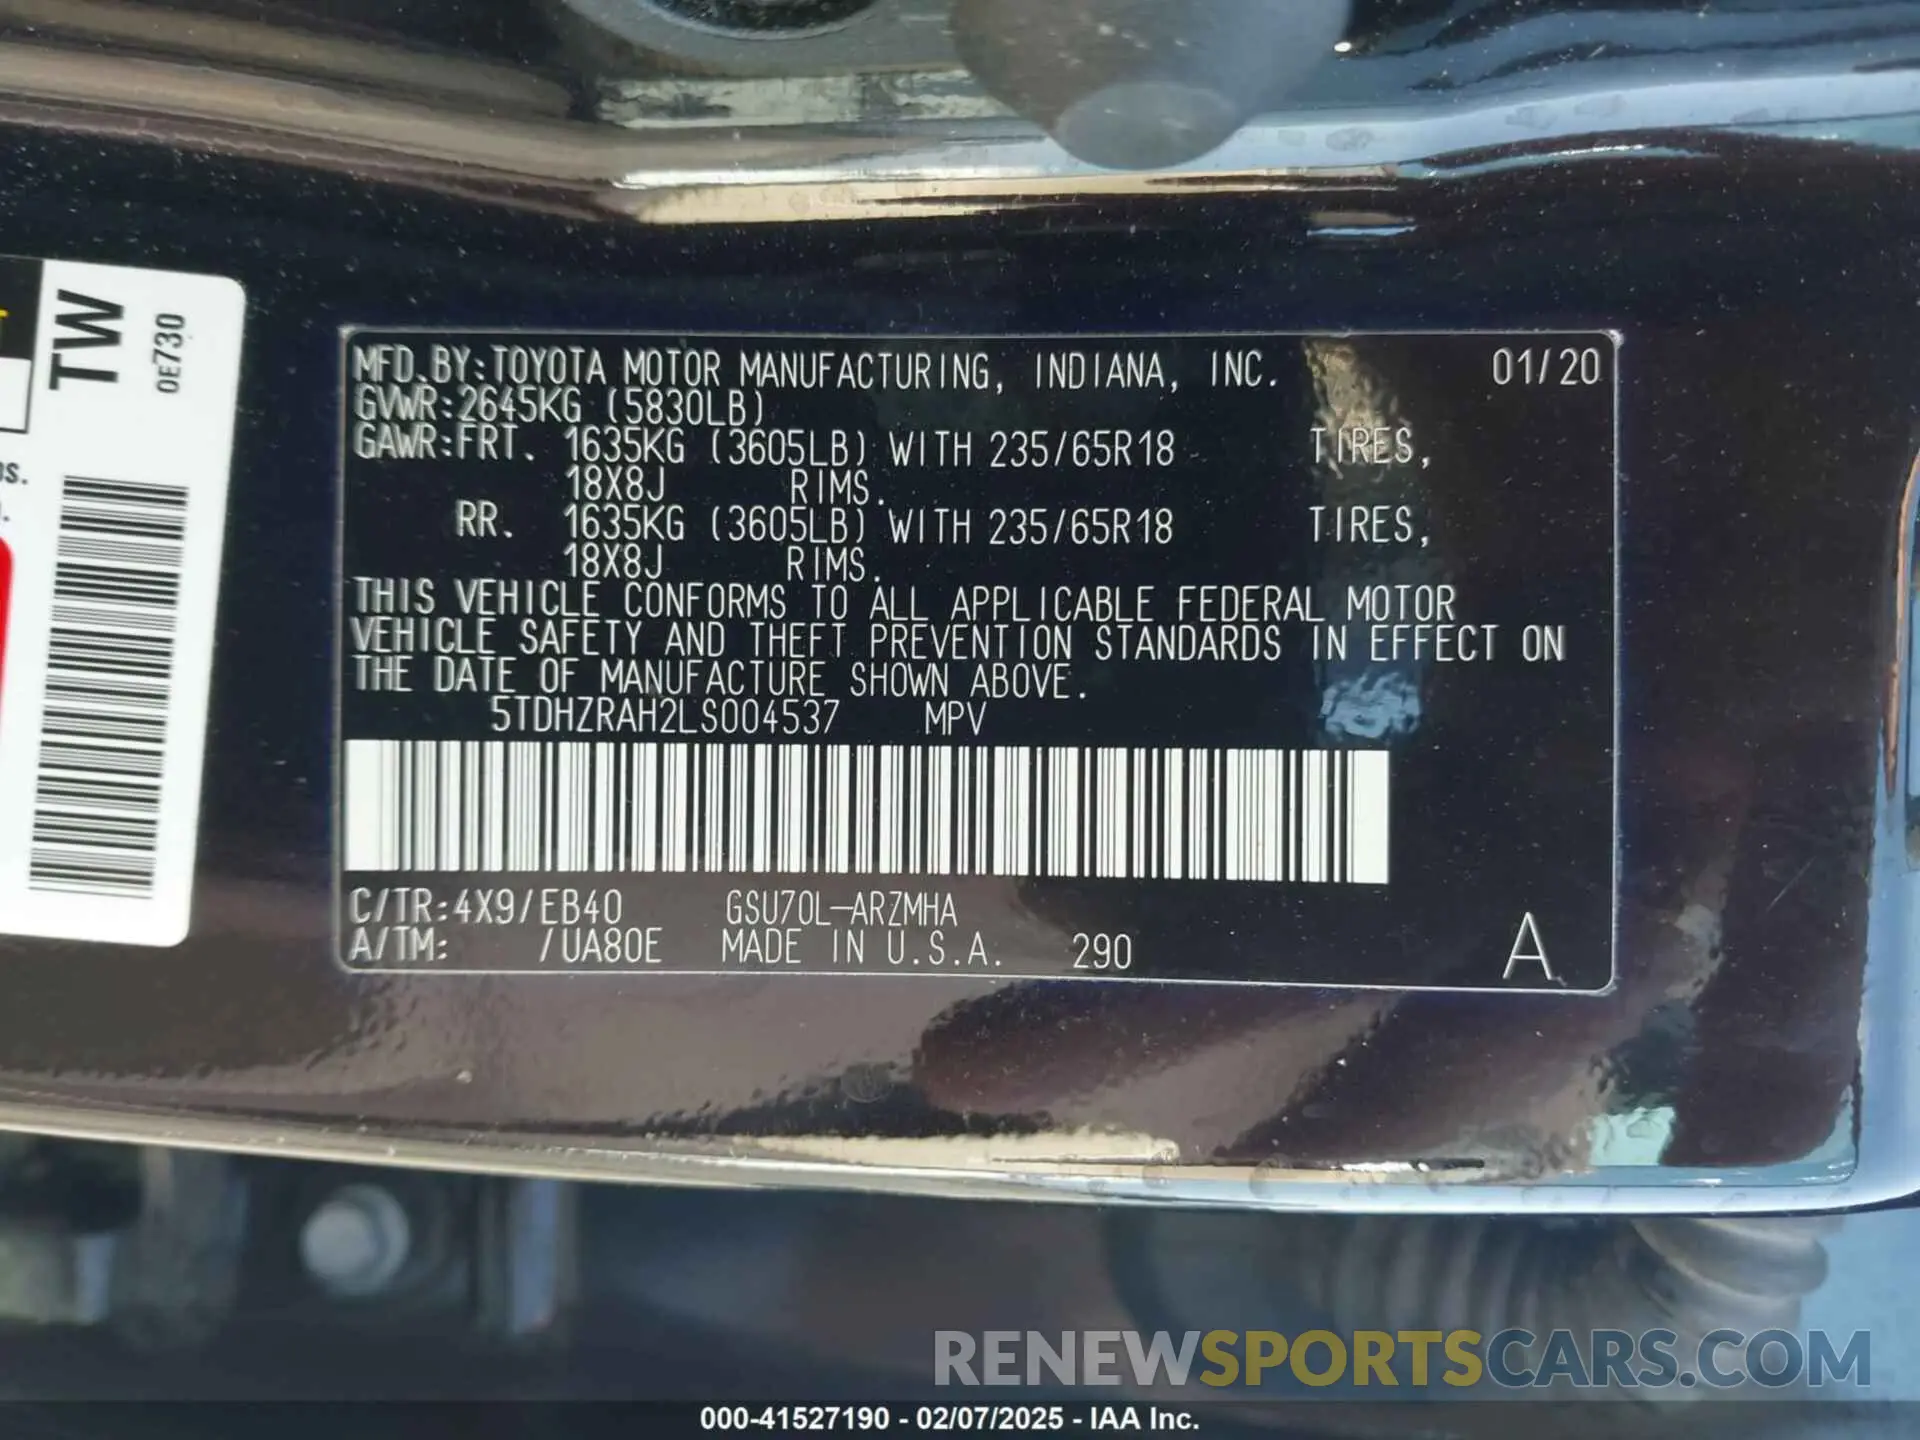 TW
0E730
MFD.BY:TOYOTA MOTOR MANUFACTURING, INDIANA, INC. 01/20
GVWR:2645KG (5830LB)
GAWR:FRT. 1635KG (3605LB) WITH 235/65R18 TIRES,
18X8J RIMS.
RR. 1635KG (3605LB) WITH 235/65R18 TIRES,
18X8J RIMS.
THIS VEHICLE CONFORMS TO ALL APPLICABLE FEDERAL MOTOR
VEHICLE SAFETY AND THEFT PREVENTION STANDARDS IN EFFECT ON
THE DATE OF MANUFACTURE SHOWN ABOVE.
5TDHZRAH2LS004537 MPV
C/TR:4X9/EB40 GSU70L-ARZMHA
A/TM: /UA80E MADE IN U.S.A. 290 A
RENEWSPORTSCARS.COM
000-41527190 - 02/07/2025 - IAA Inc.